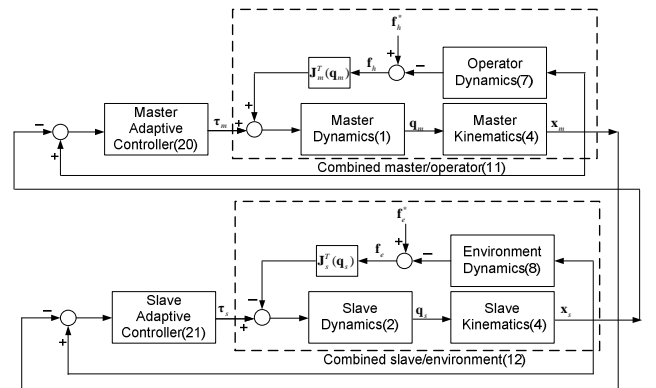 f_h^*
+
−
f_h
J_m^T(q_m)
Operator
Dynamics(7)
−
+
Master
Adaptive
Controller(20)
τ_m
+
+
Master
Dynamics(1)
q_m
Master
Kinematics(4)
x_m
Combined master/operator(11)
f_e^*
+
−
f_e
J_s^T(q_s)
Environment
Dynamics(8)
−
+
Slave
Adaptive
Controller(21)
τ_s
−
+
Slave
Dynamics(2)
q_s
Slave
Kinematics(4)
x_s
Combined slave/environment(12)